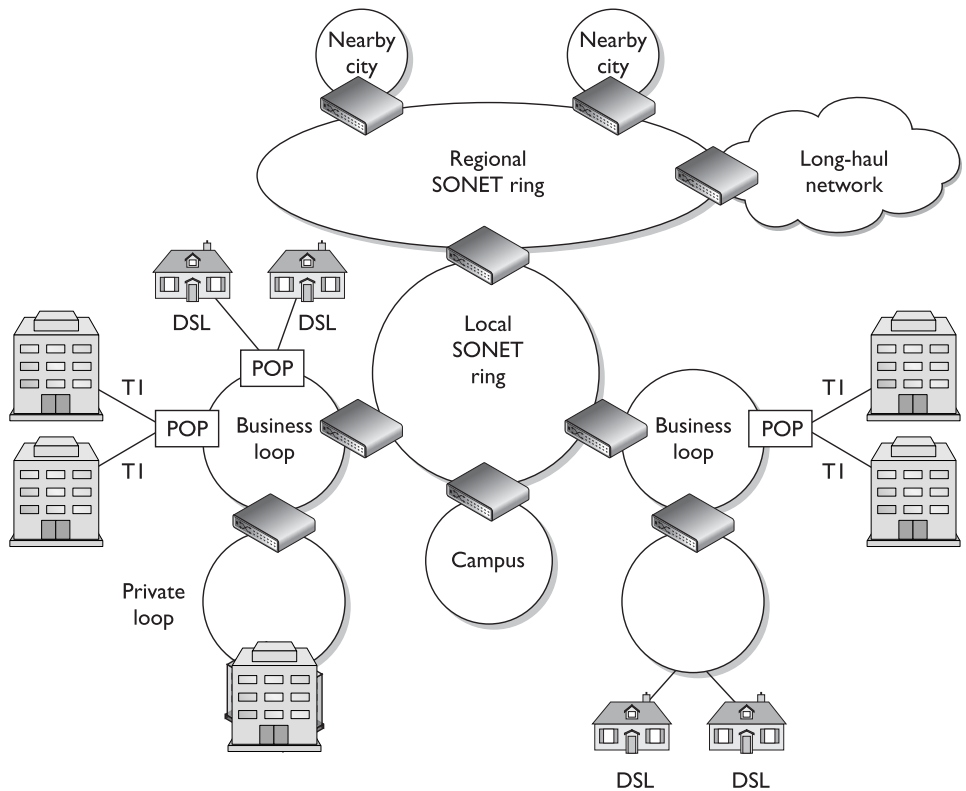 Nearby
city
Nearby
city
Regional
SONET ring
Long-haul
network
DSL
DSL
Local
SONET
ring
POP
T1
T1
POP
Business
loop
Business
loop
POP
T1
T1
Campus
Private
loop
DSL
DSL